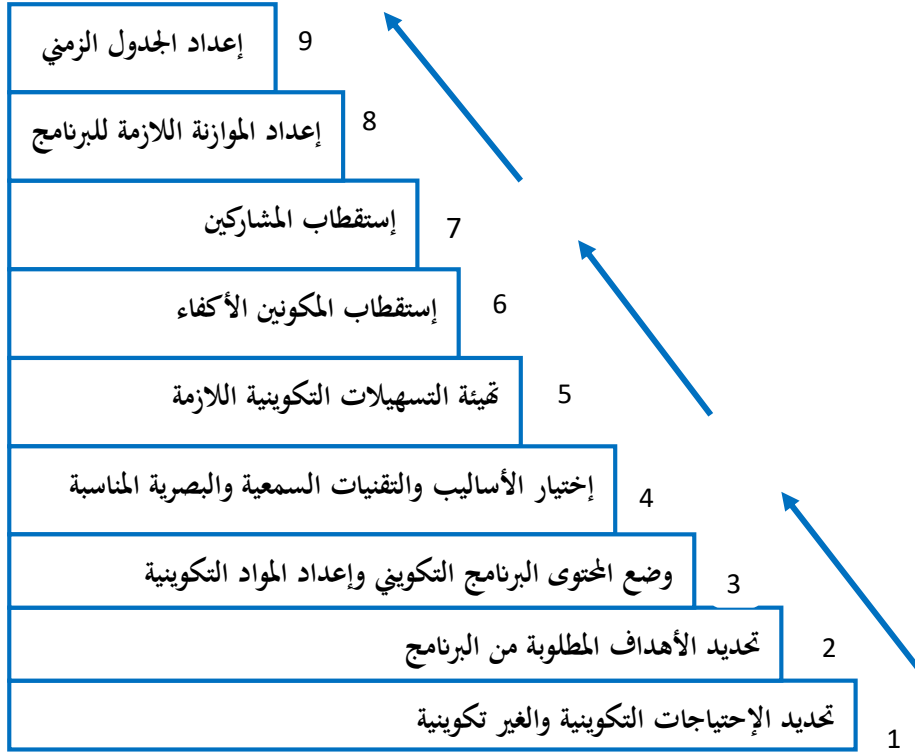 إعداد الجدول الزمني 9
إعداد الموازنة اللازمة للبرنامج 8
إستقطاب المشاركين 7
إستقطاب المكونين الأكفاء 6
تهيئة التسهيلات التكوينية اللازمة 5
إختيار الأساليب والتقنيات السمعية والبصرية المناسبة 4
وضع المحتوى البرنامج التكويني وإعداد المواد التكوينية 3
تحديد الأهداف المطلوبة من البرنامج 2
تحديد الإحتياجات التكوينية والغير تكوينية 1